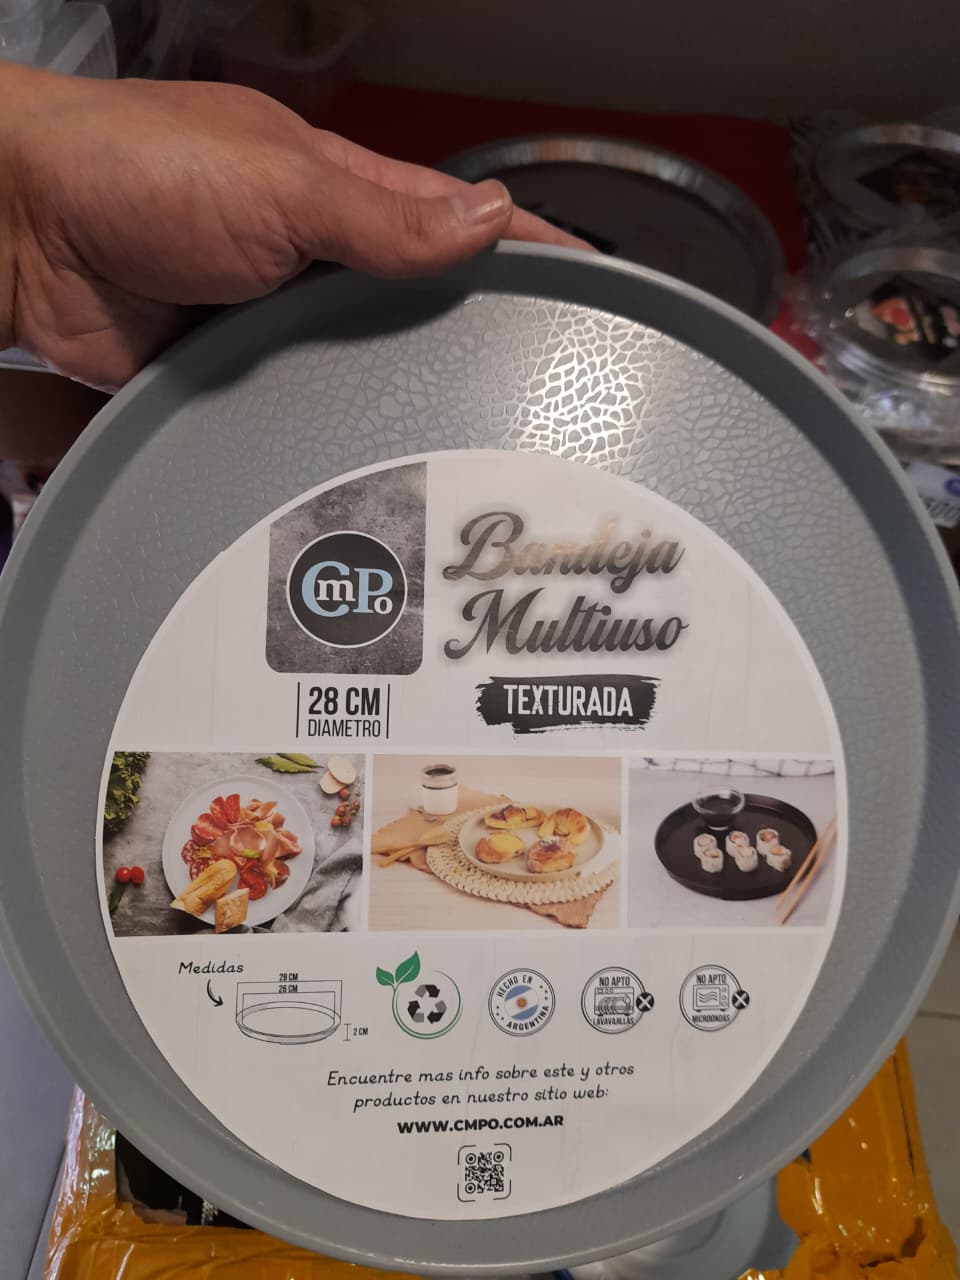 CmPo
Bandeja
Multiuso
28 CM
DIAMETRO
TEXTURADA
Medidas
28 CM
26 CM
2 CM
HECHO EN
ARGENTINA
NO APTO
LAVAVAJILLAS
NO APTO
MICROONDAS
Encuentre mas info sobre este y otros
productos en nuestro sitio web:
WWW.CMPO.COM.AR